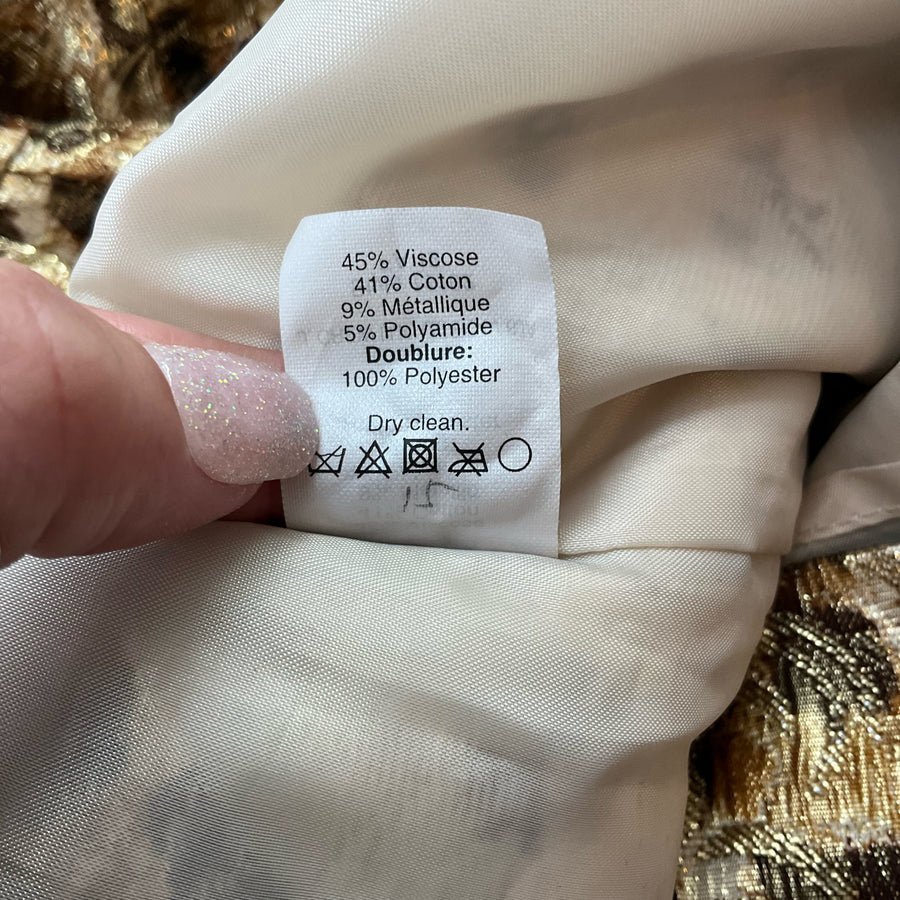 45% Viscose
41% Coton
9% Métallique
5% Polyamide
Doublure:
100% Polyester
Dry clean.